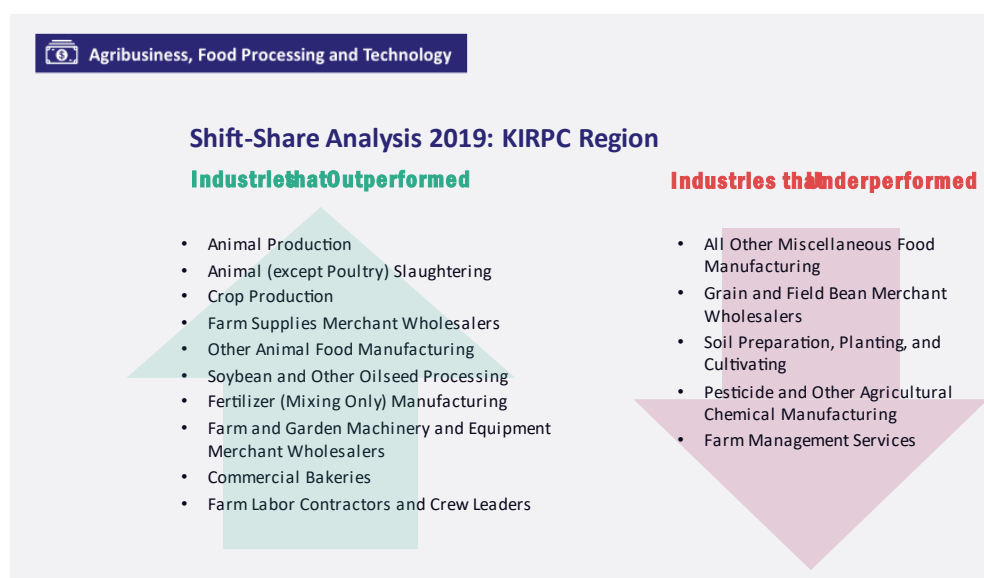 Agribusiness, Food Processing and Technology
Shift-Share Analysis 2019: KIRPC Region
Industries that Outperformed
• Animal Production
• Animal (except Poultry) Slaughtering
• Crop Production
• Farm Supplies Merchant Wholesalers
• Other Animal Food Manufacturing
• Soybean and Other Oilseed Processing
• Fertilizer (Mixing Only) Manufacturing
• Farm and Garden Machinery and Equipment
Merchant Wholesalers
• Commercial Bakeries
• Farm Labor Contractors and Crew Leaders
Industries that Underperformed
• All Other Miscellaneous Food
Manufacturing
• Grain and Field Bean Merchant
Wholesalers
• Soil Preparation, Planting, and
Cultivating
• Pesticide and Other Agricultural
Chemical Manufacturing
• Farm Management Services